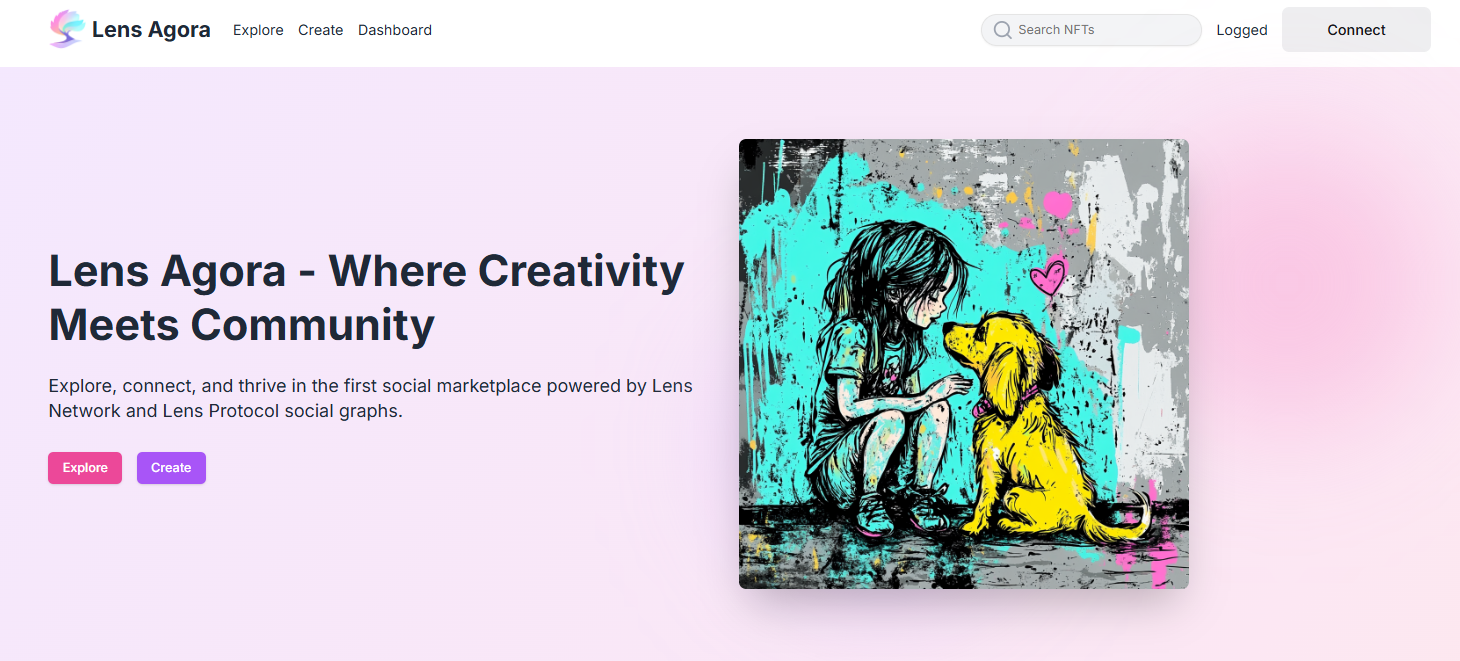 Lens Agora
Explore
Create
Dashboard
Search NFTs
Logged
Connect
Lens Agora - Where Creativity
Meets Community
Explore, connect, and thrive in the first social marketplace powered by Lens
Network and Lens Protocol social graphs.
Explore
Create